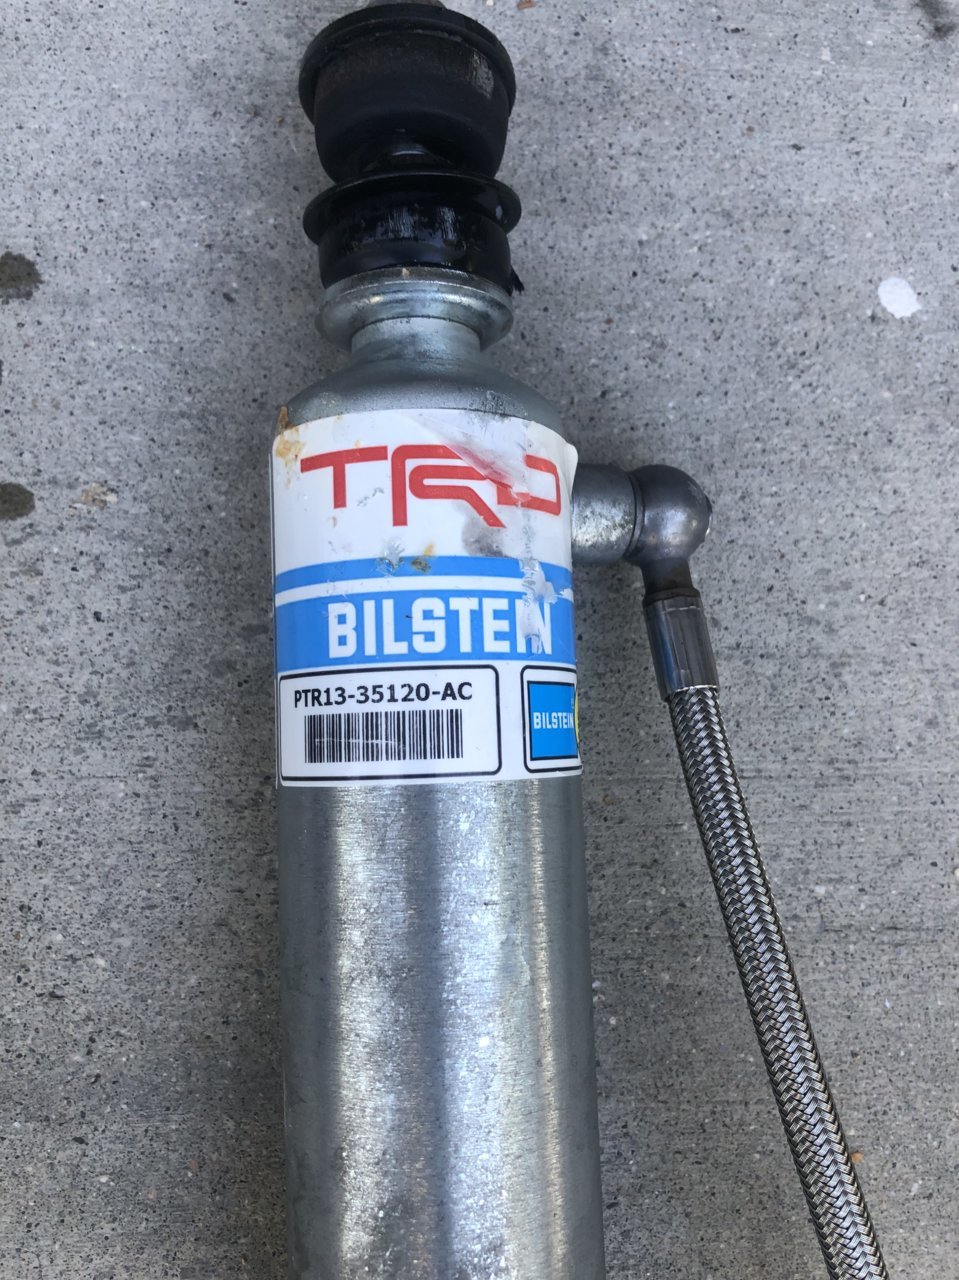 TRD
BILSTEIN
PTR13-35120-AC
BILSTEIN